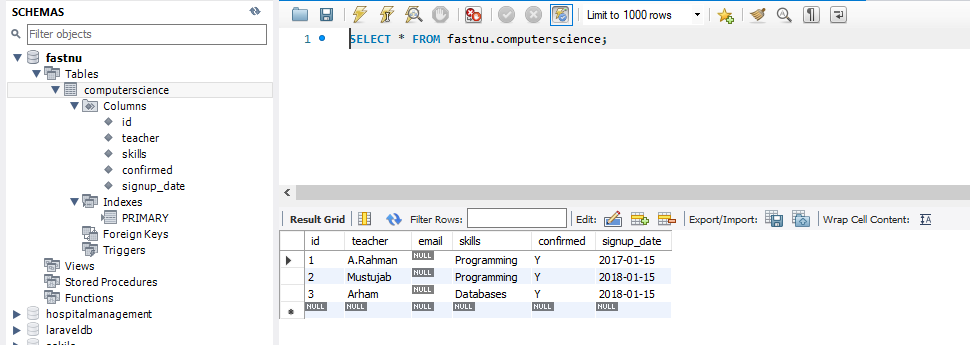 SCHEMAS
Filter objects
fastnu
Tables
computerscience
Columns
id
teacher
skills
confirmed
signup_date
Indexes
PRIMARY
Foreign Keys
Triggers
Views
Stored Procedures
Functions
hospitalmanagement
laraveldb
Limit to 1000 rows
1 SELECT * FROM fastnu.computerscience;
Result Grid Filter Rows: Edit: Export/Import: Wrap Cell Content: IA
id teacher email skills confirmed signup_date
1 A.Rahman NULL Programming Y 2017-01-15
2 Mustujab NULL Programming Y 2018-01-15
3 Arham NULL Databases Y 2018-01-15
NULL NULL NULL NULL NULL NULL